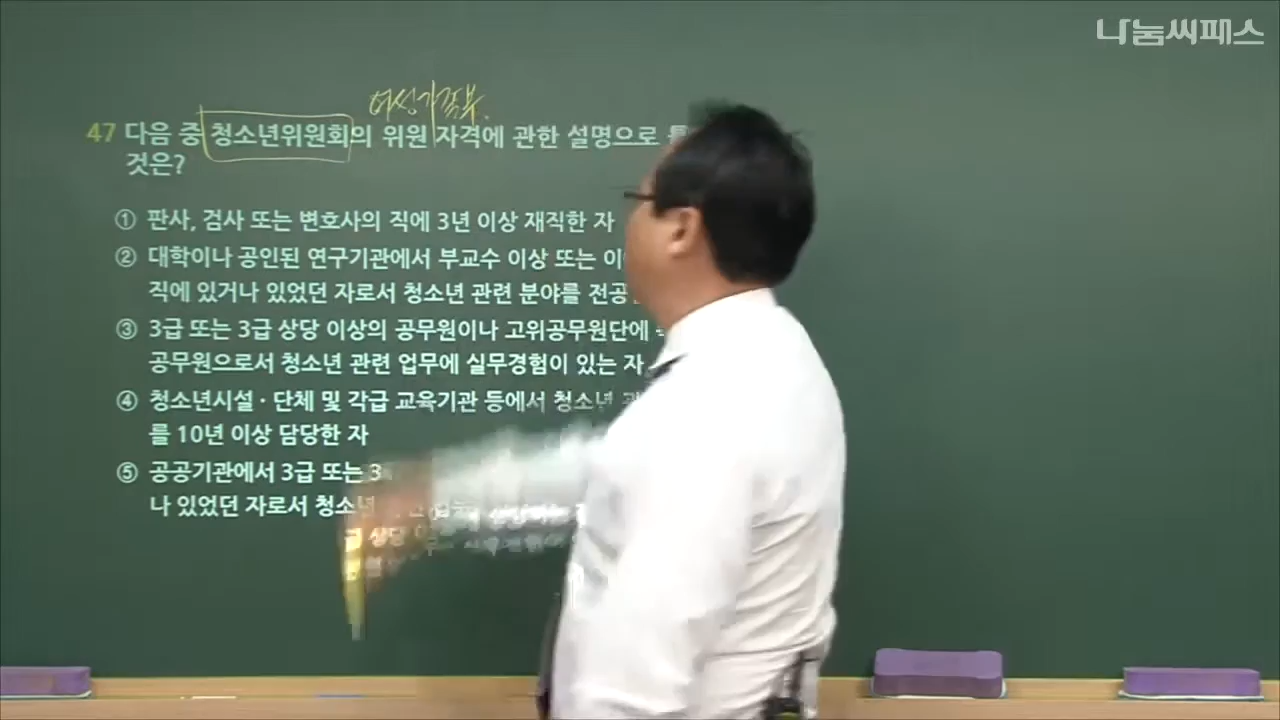 나눔씨패스
여성가족부
47 다음 중 청소년위원회의 위원 자격에 관한 설명으로
것은?
① 판사, 검사 또는 변호사의 직에 3년 이상 재직한 자
② 대학이나 공인된 연구기관에서 부교수 이상 또는
직에 있거나 있었던 자로서 청소년 관련 분야를
③ 3급 또는 3급 상당 이상의 공무원이나 고위공무원단에
공무원으로서 청소년 관련 업무에 실무경험이 있는 자
④ 청소년시설·단체 및 각급 교육기관 등에서 청소년
를 10년 이상 담당한 자
⑤ 공공기관에서 3급 또는
나 있었던 자로서 청소년